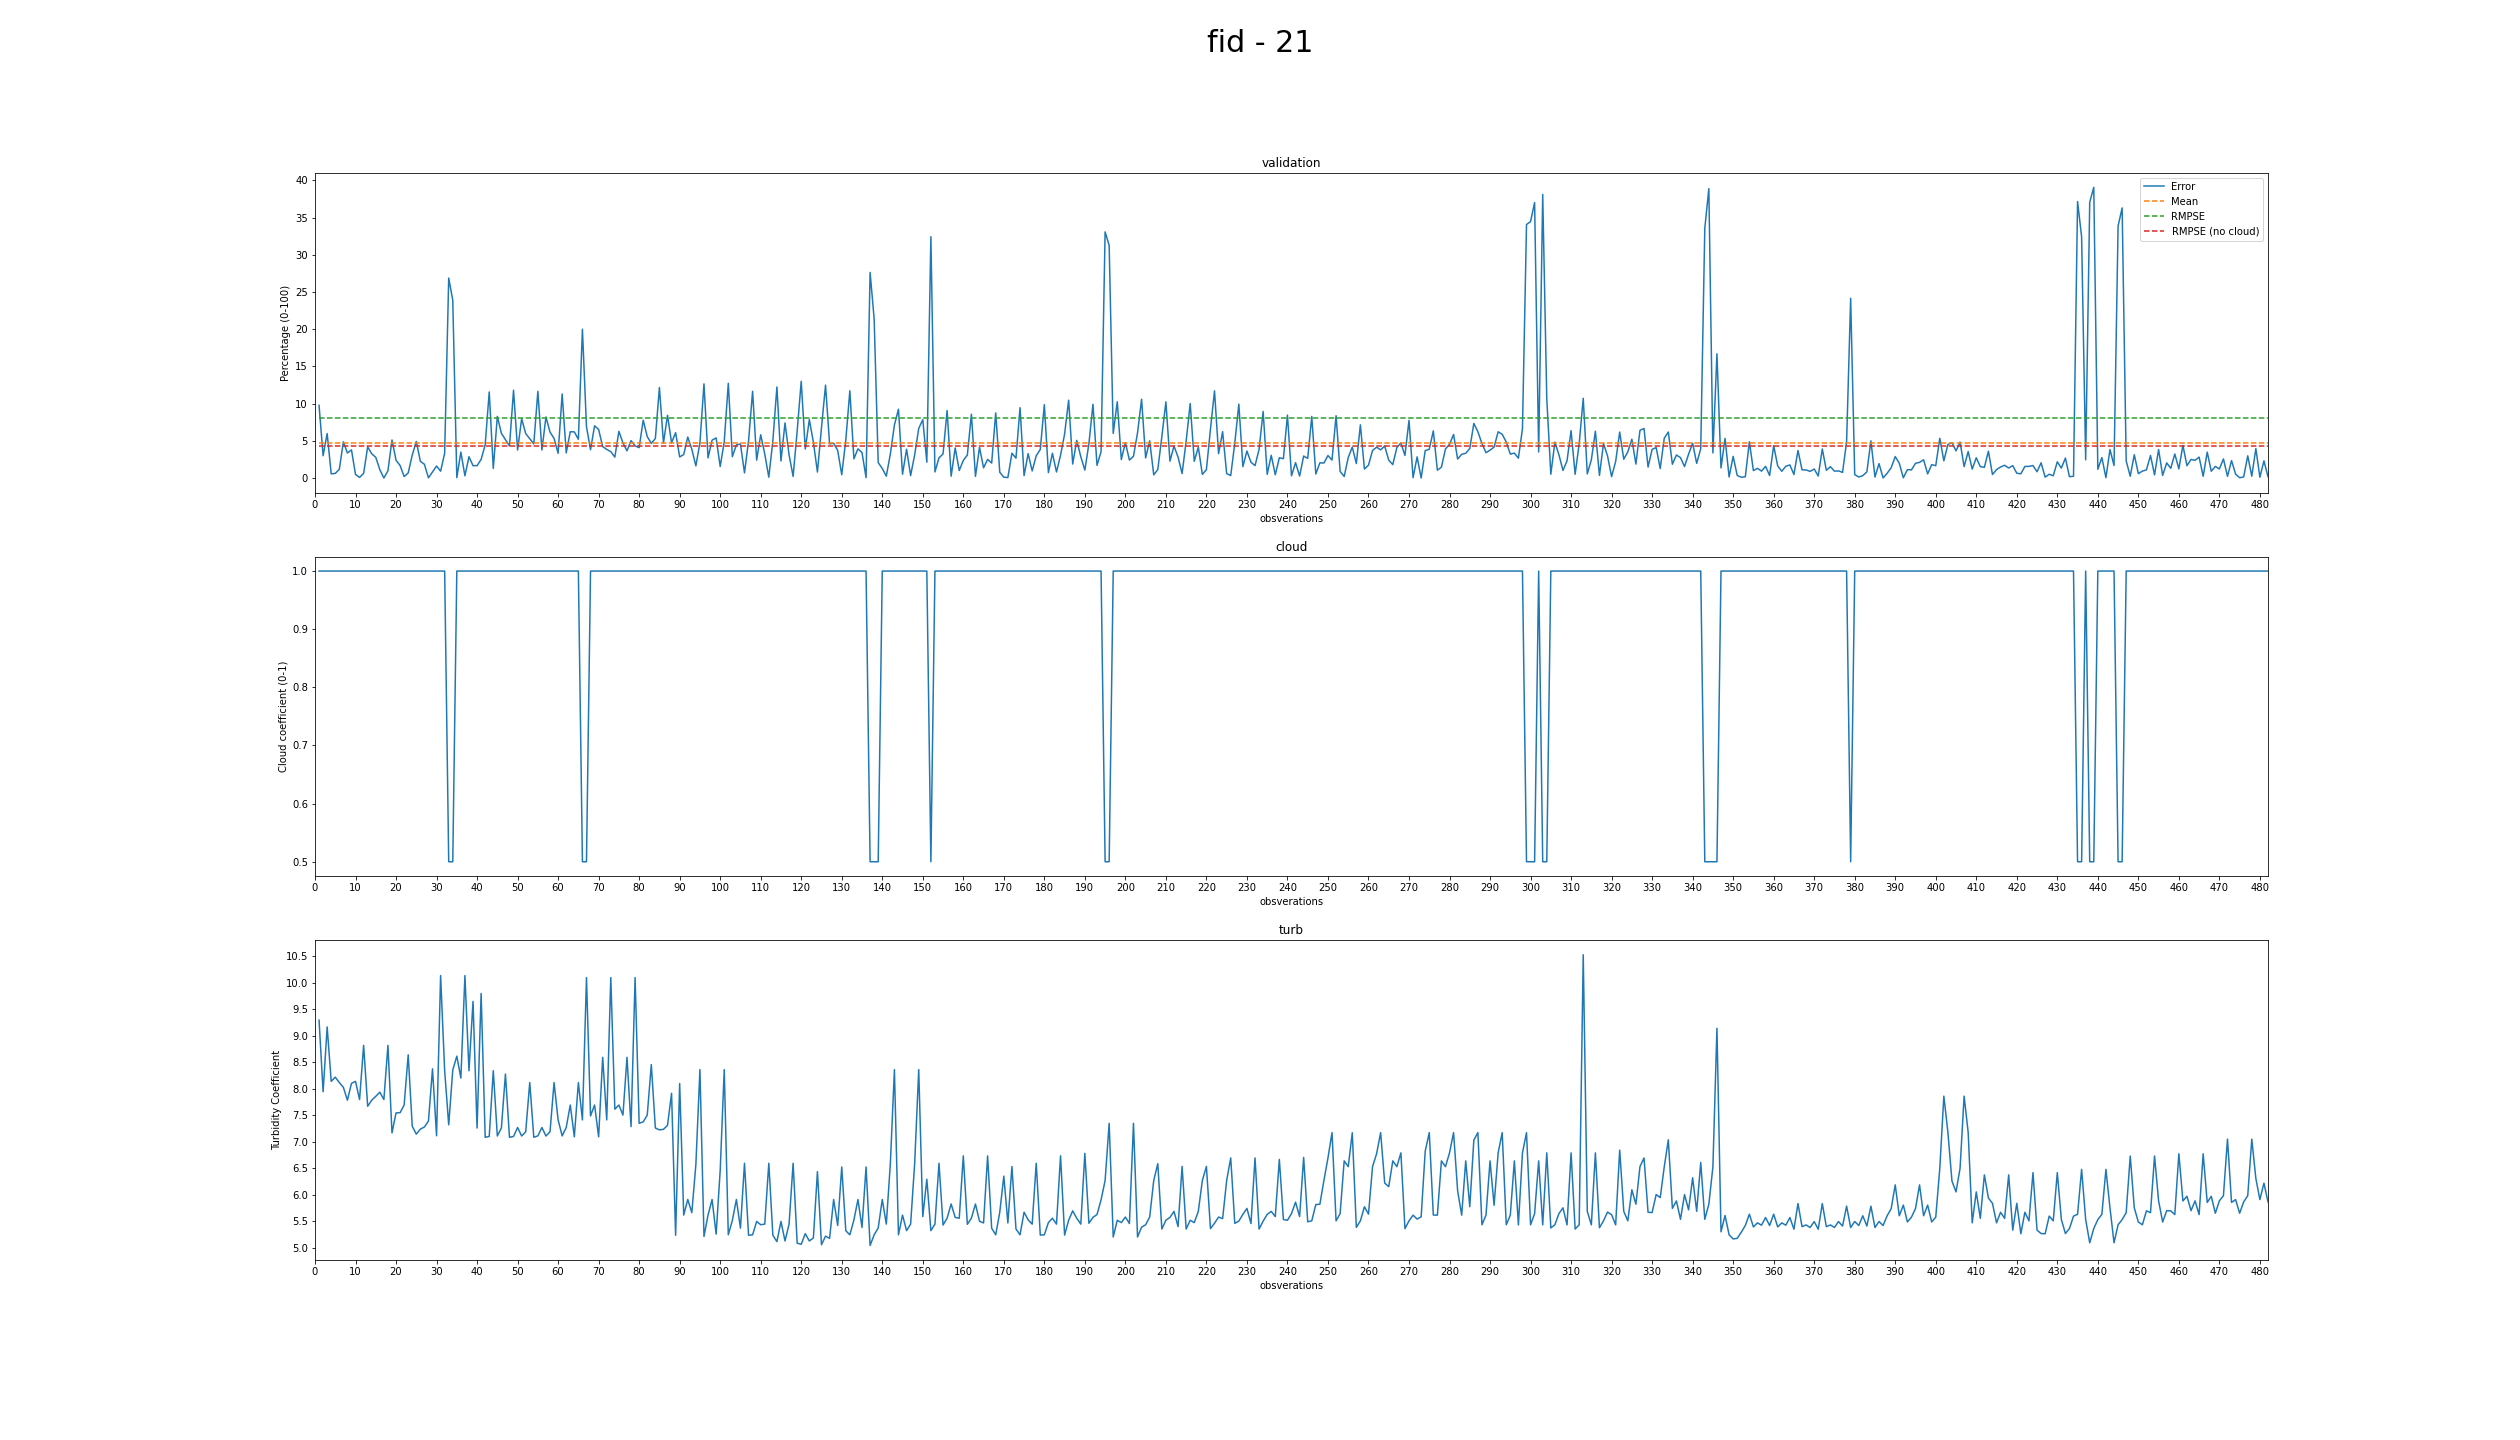 fid - 21
validation
40
35
30
25
20
15
10
5
0
Percentage (0-100)
Error
Mean
RMPSE
RMPSE (no cloud)
0 10 20 30 40 50 60 70 80 90 100 110 120 130 140 150 160 170 180 190 200 210 220 230 240 250 260 270 280 290 300 310 320 330 340 350 360 370 380 390 400 410 420 430 440 450 460 470 480
obsverations
cloud
1.0
0.9
0.8
0.7
0.6
0.5
Cloud coefficient (0-1)
0 10 20 30 40 50 60 70 80 90 100 110 120 130 140 150 160 170 180 190 200 210 220 230 240 250 260 270 280 290 300 310 320 330 340 350 360 370 380 390 400 410 420 430 440 450 460 470 480
obsverations
turb
10.5
10.0
9.5
9.0
8.5
8.0
7.5
7.0
6.5
6.0
5.5
5.0
Turbidity Coefficient
0 10 20 30 40 50 60 70 80 90 100 110 120 130 140 150 160 170 180 190 200 210 220 230 240 250 260 270 280 290 300 310 320 330 340 350 360 370 380 390 400 410 420 430 440 450 460 470 480
obsverations